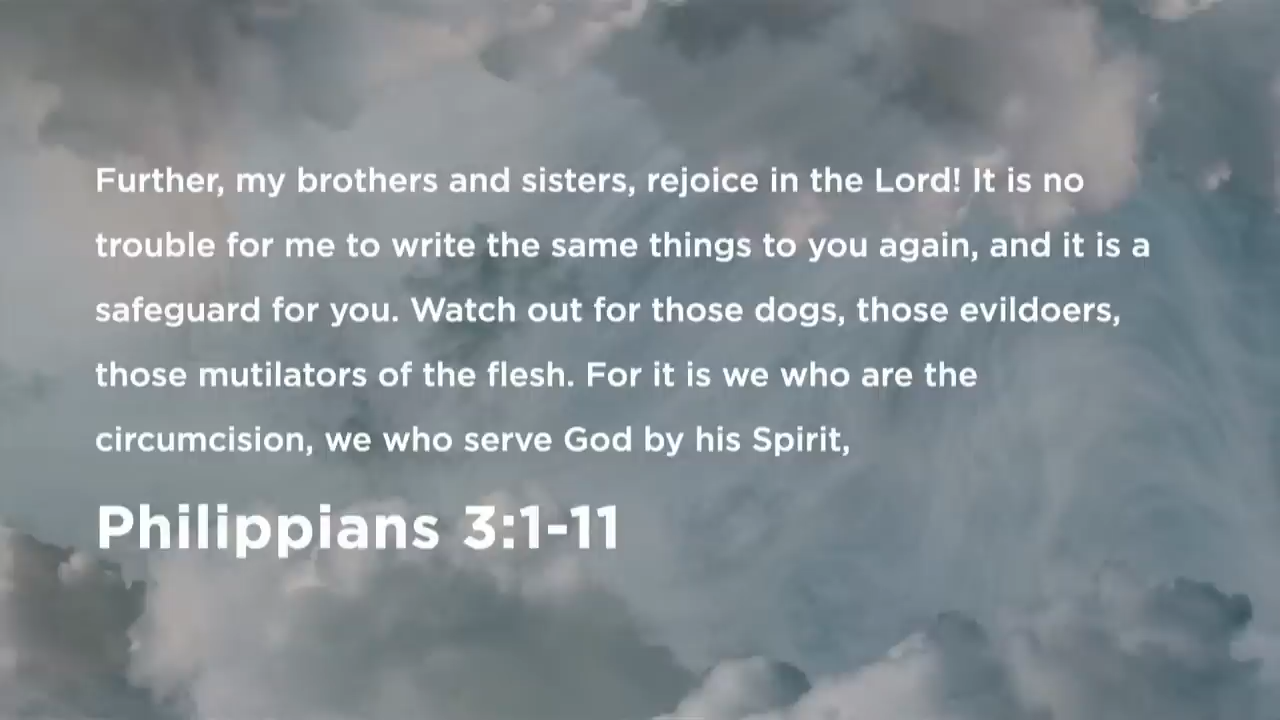 Further, my brothers and sisters, rejoice in the Lord! It is no
trouble for me to write the same things to you again, and it is a
safeguard for you. Watch out for those dogs, those evildoers,
those mutilators of the flesh. For it is we who are the
circumcision, we who serve God by his Spirit,
Philippians 3:1-11